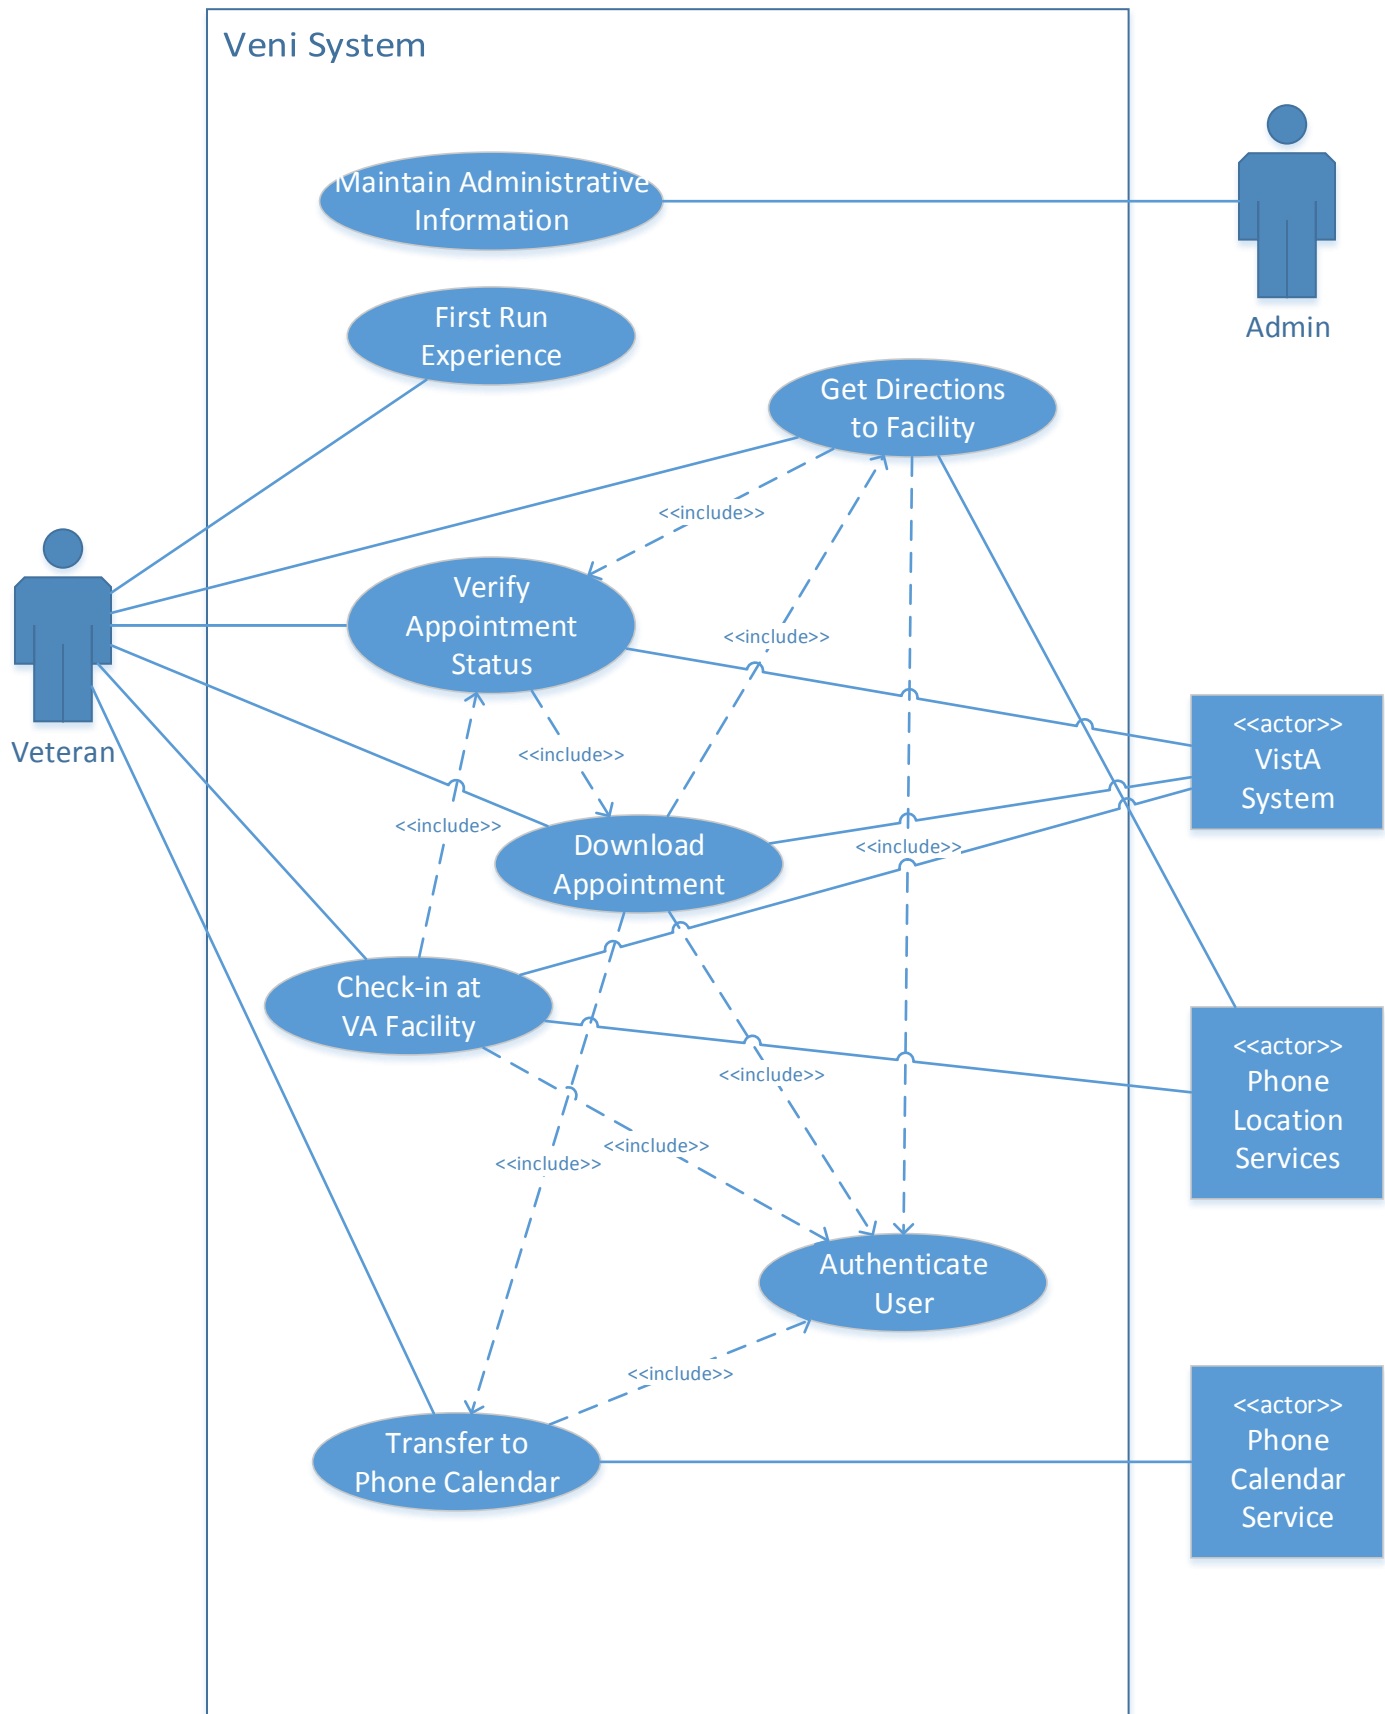 Veni System
Maintain Administrative
Information
Admin
First Run
Experience
Get Directions
to Facility
<<include>>
Verify
Appointment
Status
<<include>>
Veteran
<<include>>
<<actor>>
VistA
System
<<include>>
Download
Appointment
<<include>>
Check-in at
VA Facility
<<include>>
<<actor>>
Phone
Location
Services
<<include>>
<<include>>
Authenticate
User
<<include>>
Transfer to
Phone Calendar
<<actor>>
Phone
Calendar
Service